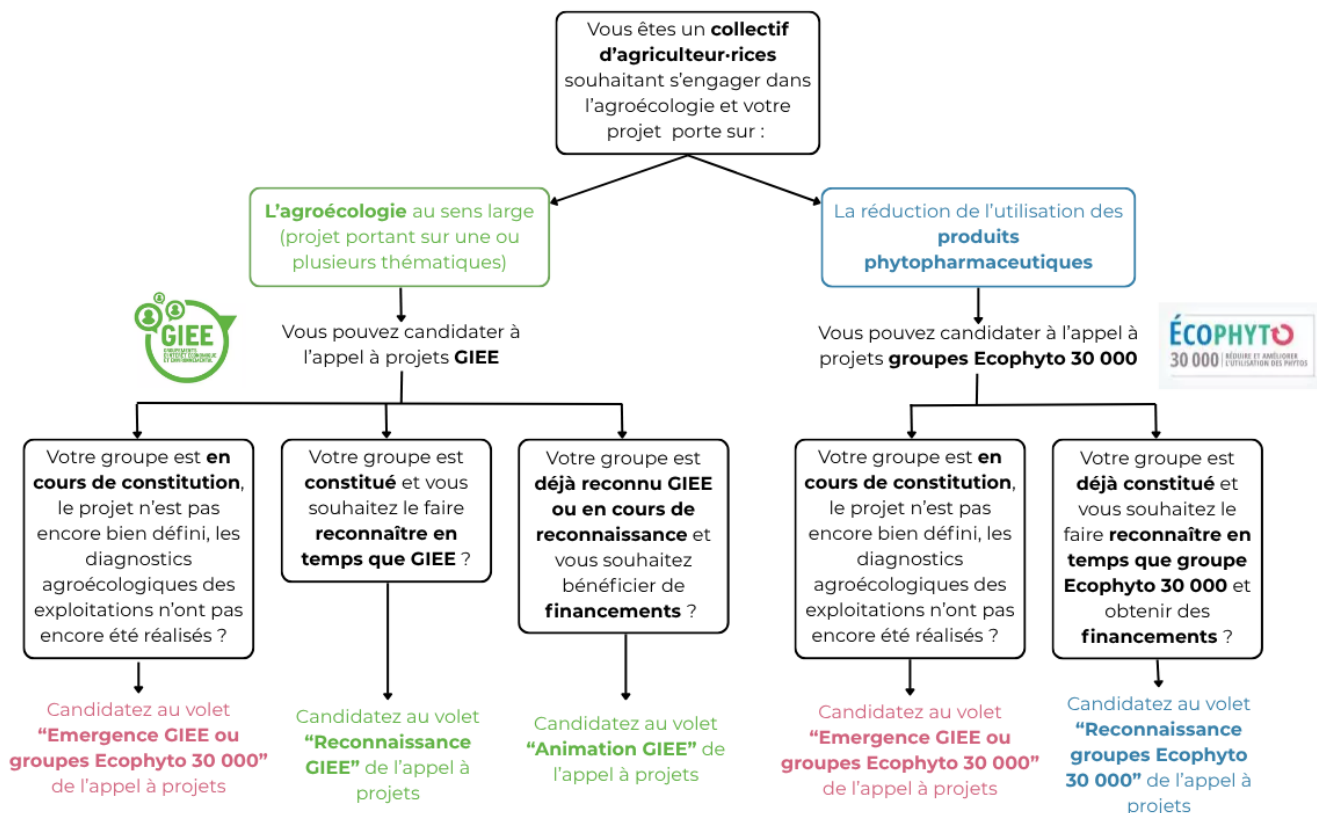 Vous êtes un collectif
d'agriculteur·rices
souhaitant s'engager dans
l'agroécologie et votre
projet porte sur :
L'agroécologie au sens large
(projet portant sur une ou
plusieurs thématiques)
La réduction de l'utilisation des
produits
phytopharmaceutiques
GIEE
GROUPEMENTS
D'INTÉRÊT ÉCONOMIQUE
ET ENVIRONNEMENTAL
Vous pouvez candidater à
l'appel à projets GIEE
Vous pouvez candidater à l'appel à
projets groupes Ecophyto 30 000
ÉCOPHYTO
30 000 | RÉDUIRE ET AMÉLIORER
L'UTILISATION DES PHYTOS
Votre groupe est en
cours de constitution,
le projet n'est pas
encore bien défini, les
diagnostics
agroécologiques des
exploitations n'ont pas
encore été réalisés ?
Votre groupe est
constitué et vous
souhaitez le faire
reconnaître en
temps que GIEE ?
Votre groupe est
déjà reconnu GIEE
ou en cours de
reconnaissance et
vous souhaitez
bénéficier de
financements ?
Votre groupe est en
cours de constitution,
le projet n'est pas
encore bien défini, les
diagnostics
agroécologiques des
exploitations n'ont pas
encore été réalisés ?
Votre groupe est
déjà constitué et
vous souhaitez le
faire reconnaître en
temps que groupe
Ecophyto 30 000 et
obtenir des
financements ?
Candidatez au volet
“Emergence GIEE ou
groupes Ecophyto 30 000”
de l'appel à projets
Candidatez au volet
“Reconnaissance
GIEE” de l'appel à
projets
Candidatez au volet
“Animation GIEE” de
l'appel à projets
Candidatez au volet
“Emergence GIEE ou
groupes Ecophyto 30 000”
de l'appel à projets
Candidatez au volet
“Reconnaissance
groupes Ecophyto
30 000” de l'appel à
projets